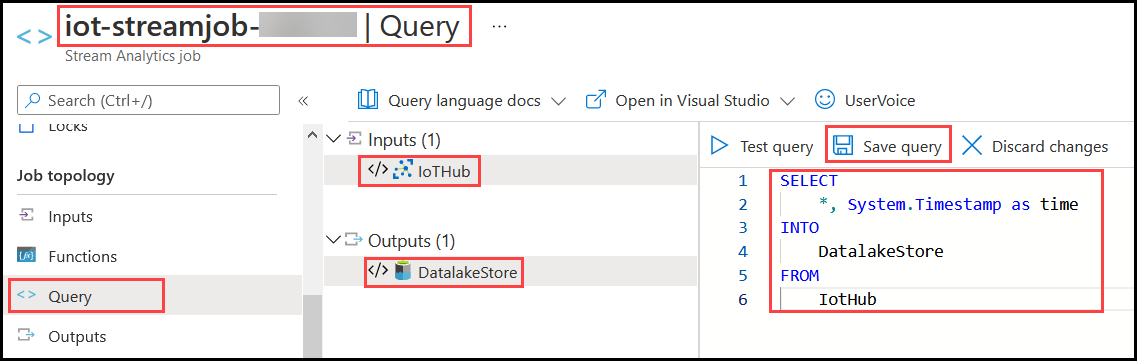 iot-streamjob- | Query ...
Stream Analytics job
Search (Ctrl+/) «
Locks
Job topology
Inputs
Functions
Query
Outputs
Query language docs Open in Visual Studio UserVoice
Inputs (1)
</> IoTHub
Outputs (1)
</> DatalakeStore
Test query Save query Discard changes
1 SELECT
2 *, System.Timestamp as time
3 INTO
4 DatalakeStore
5 FROM
6 IotHub